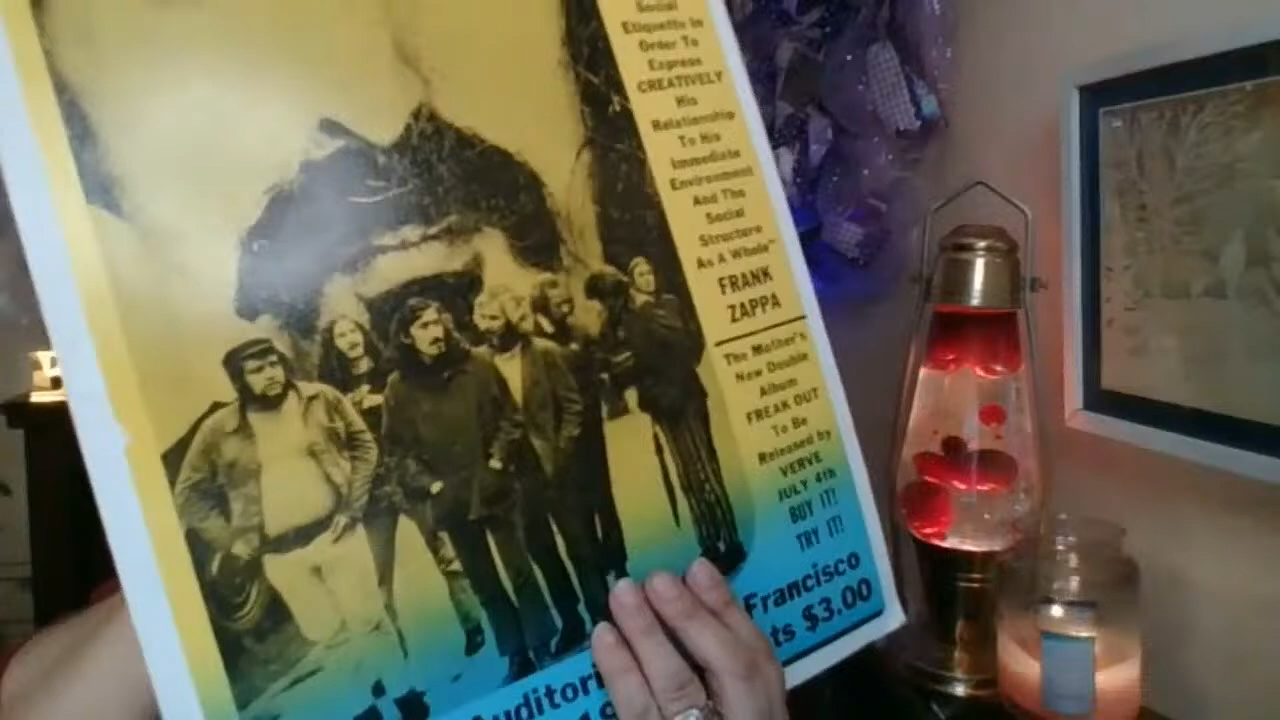 Social
Etiquette In
Order To
Express
CREATIVELY
His
Relationship
To His
Immediate
Environment
And The
Social
Structure
As A Whole"
FRANK
ZAPPA
The Mother's
New Double
Album
FREAK OUT
To Be
Released by
VERVE
JULY 4th
BUY IT!
TRY IT!
Francisco
ts $3.00
Auditori
19